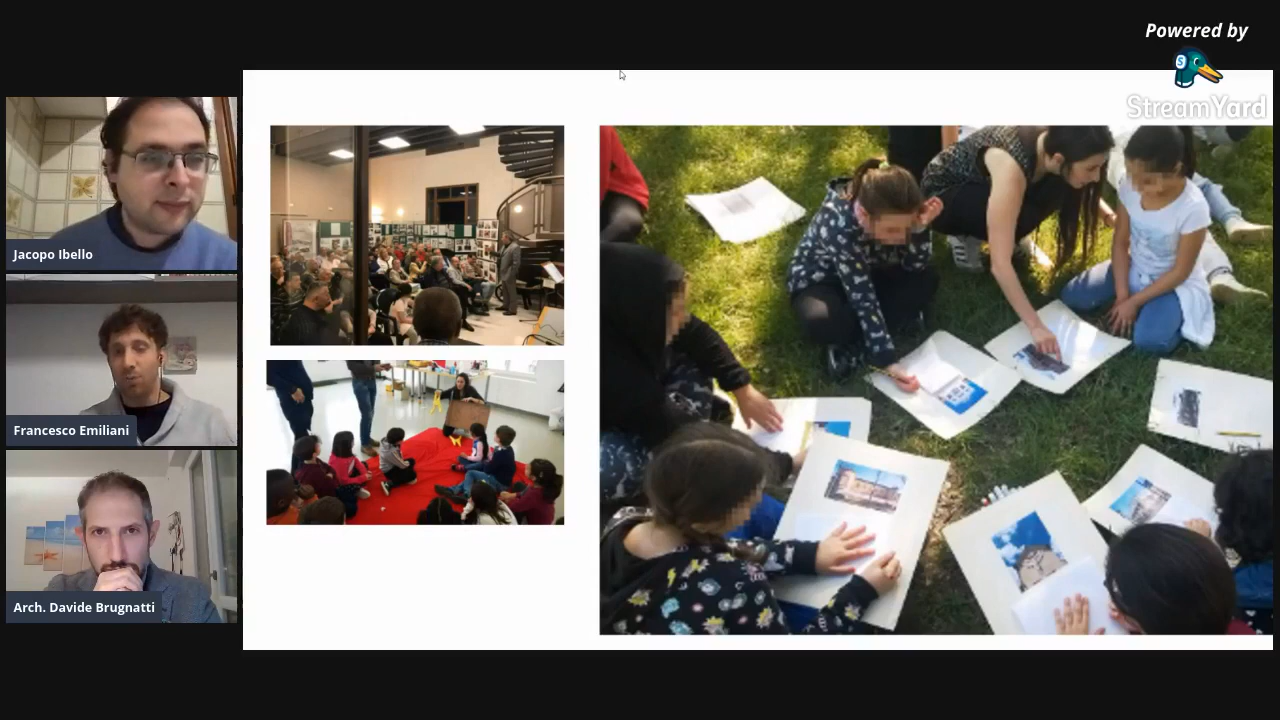 Powered by
StreamYard
Jacopo Ibello
Francesco Emiliani
Arch. Davide Brugnatti